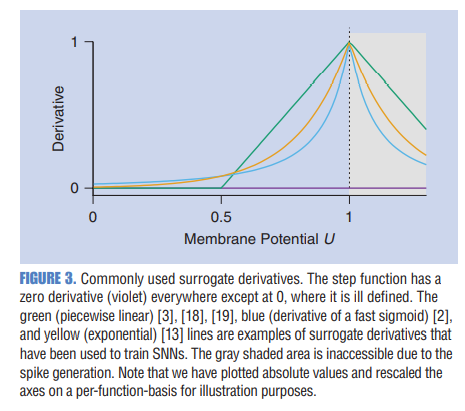 1
Derivative
0
0
0.5
1
Membrane Potential U
FIGURE 3. Commonly used surrogate derivatives. The step function has a
zero derivative (violet) everywhere except at 0, where it is ill defined. The
green (piecewise linear) [3], [18], [19], blue (derivative of a fast sigmoid) [2],
and yellow (exponential) [13] lines are examples of surrogate derivatives that
have been used to train SNNs. The gray shaded area is inaccessible due to the
spike generation. Note that we have plotted absolute values and rescaled the
axes on a per-function-basis for illustration purposes.